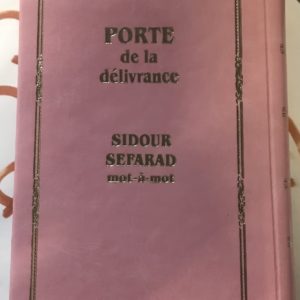 PORTE
de la
délivrance
SIDOUR
SEFARAD
mot-à-mot